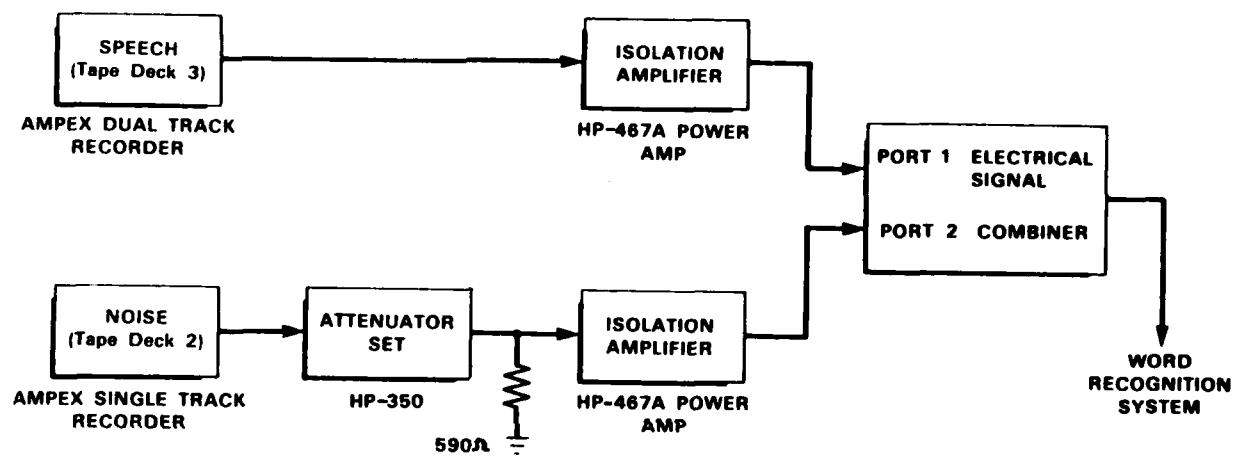 SPEECH
(Tape Deck 3)
AMPEX DUAL TRACK
RECORDER
ISOLATION
AMPLIFIER
HP-467A POWER
AMP
PORT 1 ELECTRICAL
SIGNAL
PORT 2 COMBINER
NOISE
(Tape Deck 2)
AMPEX SINGLE TRACK
RECORDER
ATTENUATOR
SET
HP-350
590Ω
ISOLATION
AMPLIFIER
HP-467A POWER
AMP
WORD
RECOGNITION
SYSTEM